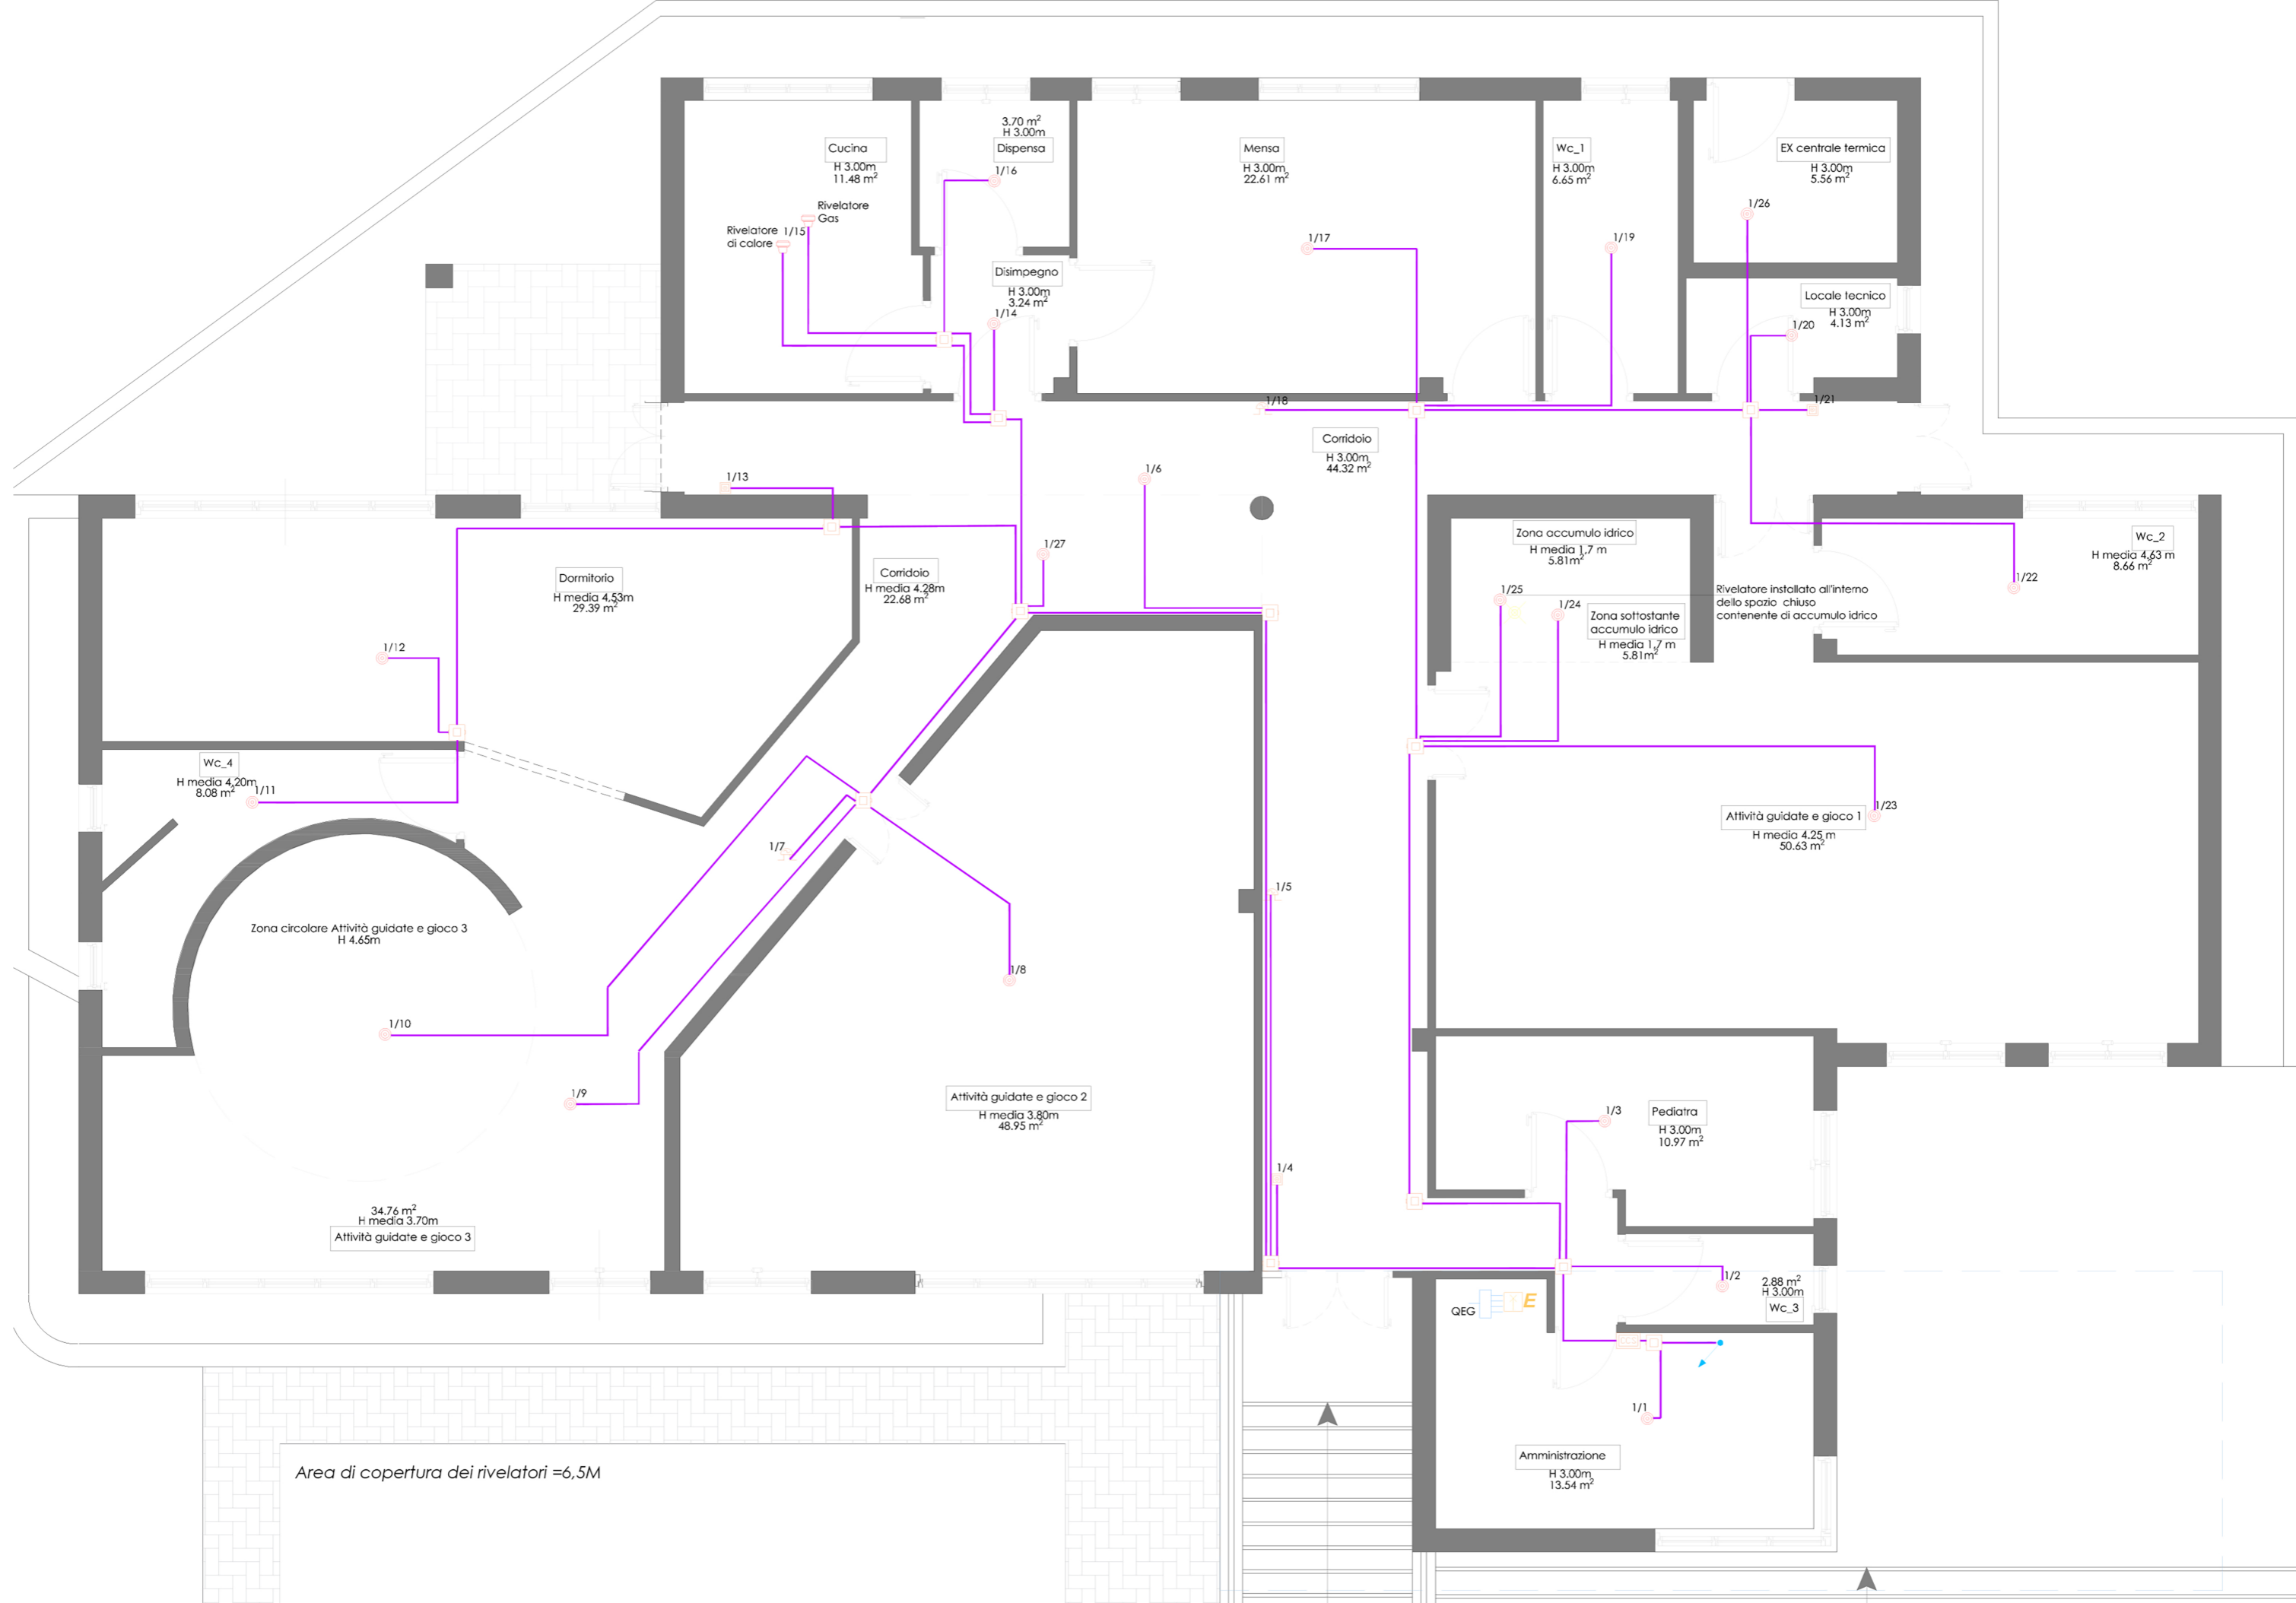 3.70 m²
H 3.00m
Dispensa
1/16
Cucina
H 3.00m
11.48 m²
Mensa
H 3.00m
22.61 m²
Wc_1
H 3.00m
6.65 m²
EX centrale termica
H 3.00m
5.56 m²
Rivelatore
Gas
Rivelatore
di calore
1/15
1/26
1/17
1/19
Disimpegno
H 3.00m
3.24 m²
1/14
Locale tecnico
H 3.00m
4.13 m²
1/20
1/18
1/21
Corridoio
H 3.00m
44.32 m²
1/13
1/6
Zona accumulo idrico
H media 1.7 m
5.81m²
Wc_2
H media 4.63 m
8.66 m²
1/27
Corridoio
H media 4.28m
22.68 m²
Dormitorio
H media 4.53m
29.39 m²
1/22
1/25
1/24
Rivelatore installato all'interno
dello spazio chiuso
contenente di accumulo idrico
Zona sottostante
accumulo idrico
H media 1.7 m
5.81m²
1/12
Wc_4
H media 4.20m
8.08 m²
1/11
1/23
Attività guidate e gioco 1
H media 4.25 m
50.63 m²
1/7
1/5
Zona circolare Attività guidate e gioco 3
H 4.65m
1/8
1/10
1/9
Attività guidate e gioco 2
H media 3.80m
48.95 m²
1/3
Pediatra
H 3.00m
10.97 m²
1/4
34.76 m²
H media 3.70m
Attività guidate e gioco 3
1/2
2.88 m²
H 3.00m
Wc_3
QEG
E
1/1
Amministrazione
H 3.00m
13.54 m²
Area di copertura dei rivelatori =6,5M